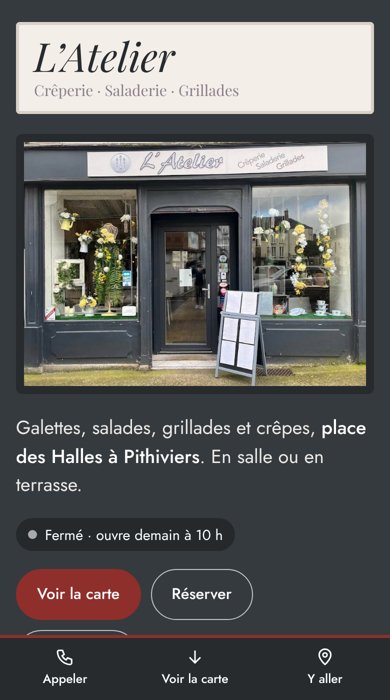 L’Atelier
Crêperie · Saladerie · Grillades
L’Atelier
Crêperie
Saladerie
Grillades
Galettes, salades, grillades et crêpes, place
des Halles à Pithiviers. En salle ou en
terrasse.
Fermé · ouvre demain à 10 h
Voir la carte
Réserver
Appeler
Voir la carte
Y aller